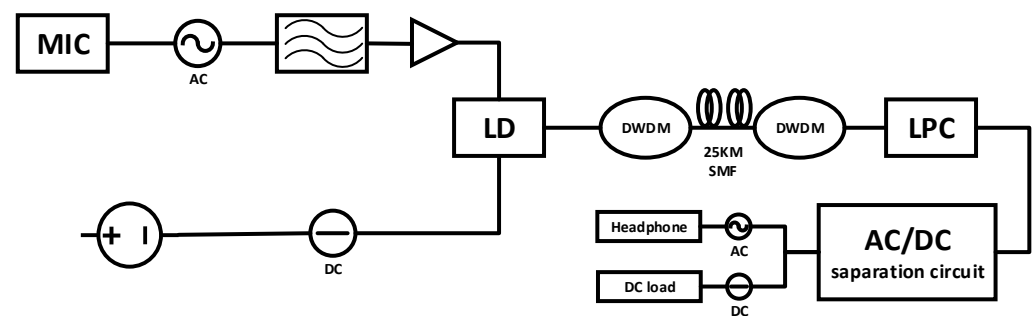 MIC
AC
LD
DWDM
25KM
SMF
DWDM
LPC
DC
Headphone
AC
DC load
DC
AC/DC
saparation circuit